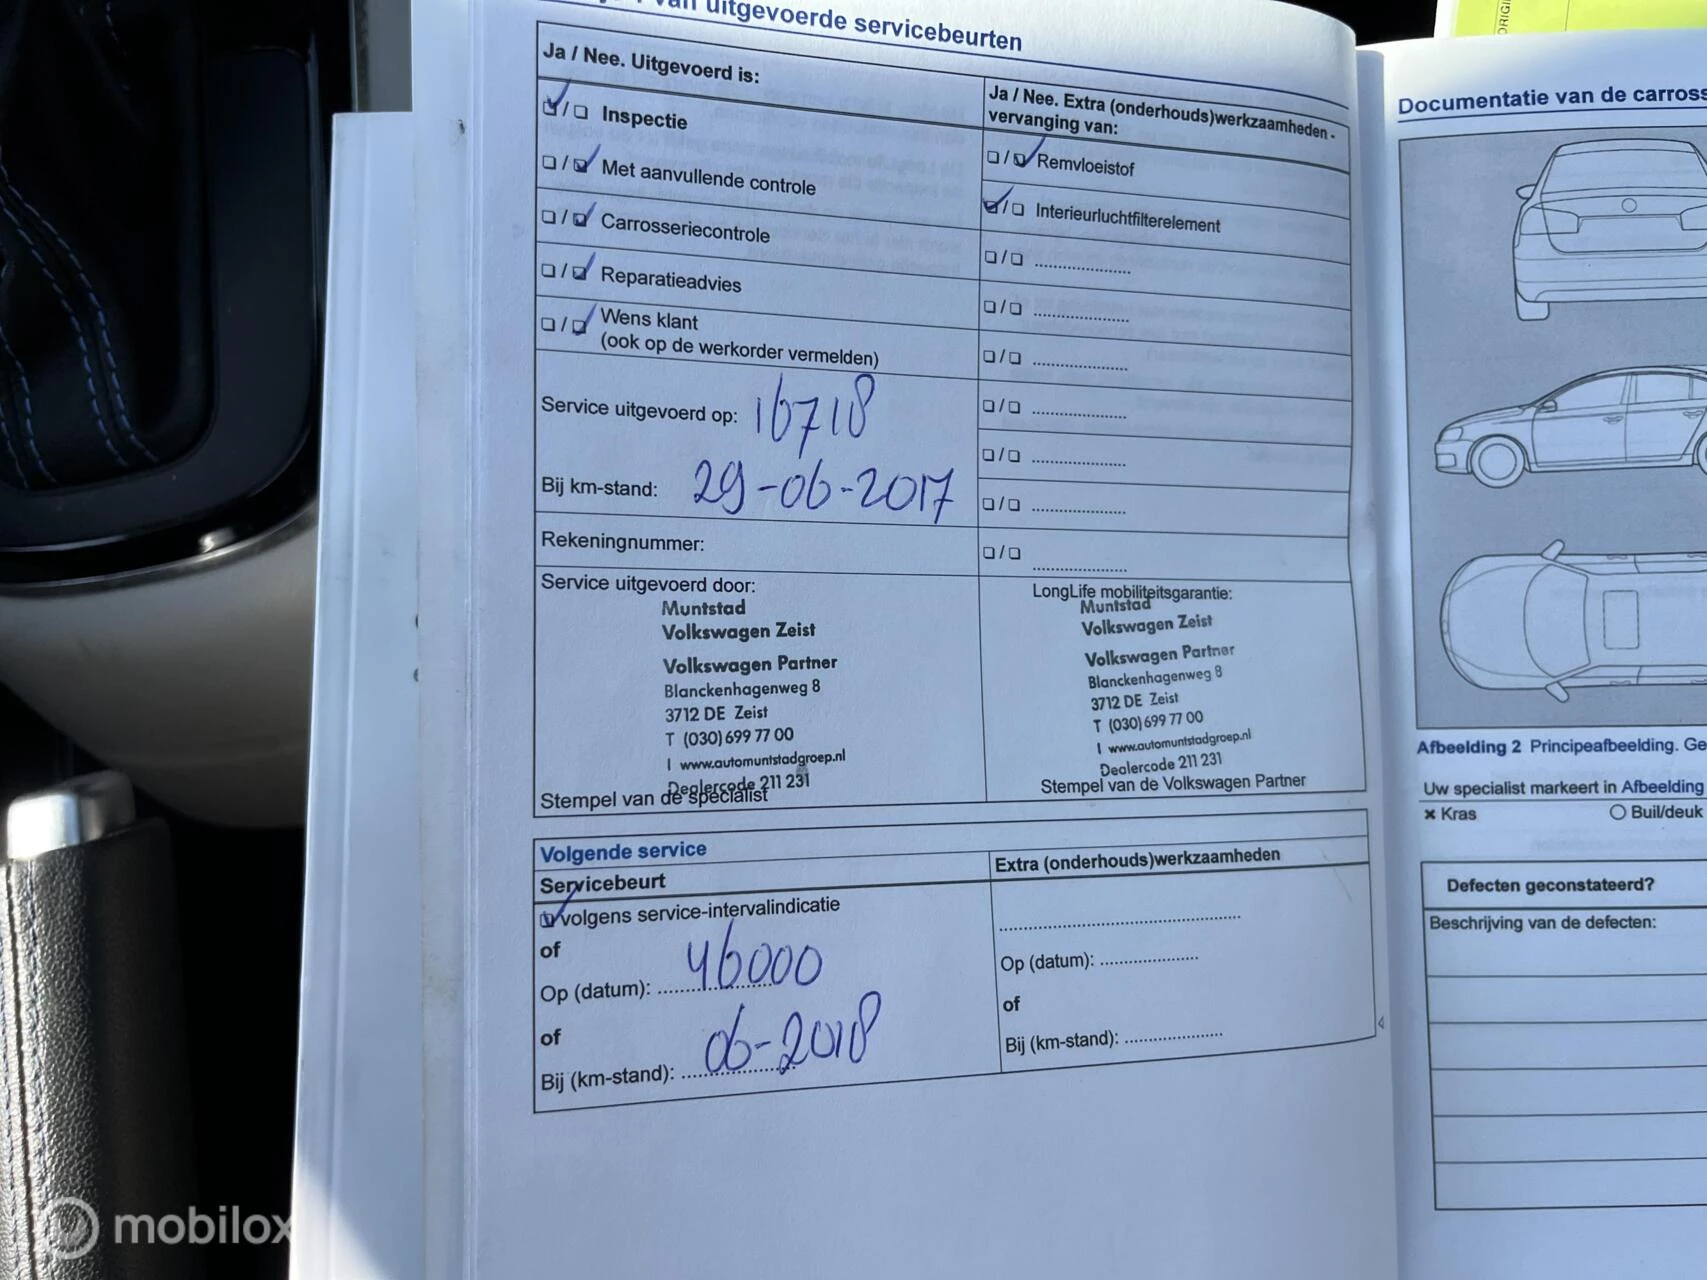 van uitgevoerde servicebeurten
Ja / Nee. Uitgevoerd is:
Inspectie
Met aanvullende controle
Carrosseriecontrole
Reparatieadvies
Wens klant
(ook op de werkorder vermelden)
Service uitgevoerd op: 16718
Bij km-stand: 29-06-2017
Rekeningnummer:
Service uitgevoerd door:
Muntstad
Volkswagen Zeist
Volkswagen Partner
Blanckenhagenweg 8
3712 DE Zeist
T (030) 699 77 00
I www.automuntstadgroep.nl
Dealercode 211 231
Stempel van de specialist
Ja / Nee. Extra (onderhouds)werkzaamheden -
vervanging van:
Remvloeistof
Interieurluchtfilterelement
LongLife mobiliteitsgarantie:
Muntstad
Volkswagen Zeist
Volkswagen Partner
Blanckenhagenweg 8
3712 DE Zeist
T (030) 699 77 00
I www.automuntstadgroep.nl
Dealercode 211 231
Stempel van de Volkswagen Partner
Volgende service
Servicebeurt
volgens service-intervalindicatie
of
Op (datum): 46000
of
Bij (km-stand): 06-2018
Extra (onderhouds)werkzaamheden
Op (datum):
of
Bij (km-stand):
Documentatie van de carross
Afbeelding 2 Principeafbeelding. Ge
Uw specialist markeert in Afbeelding
Kras
Buil/deuk
Defecten geconstateerd?
Beschrijving van de defecten:
mobilox